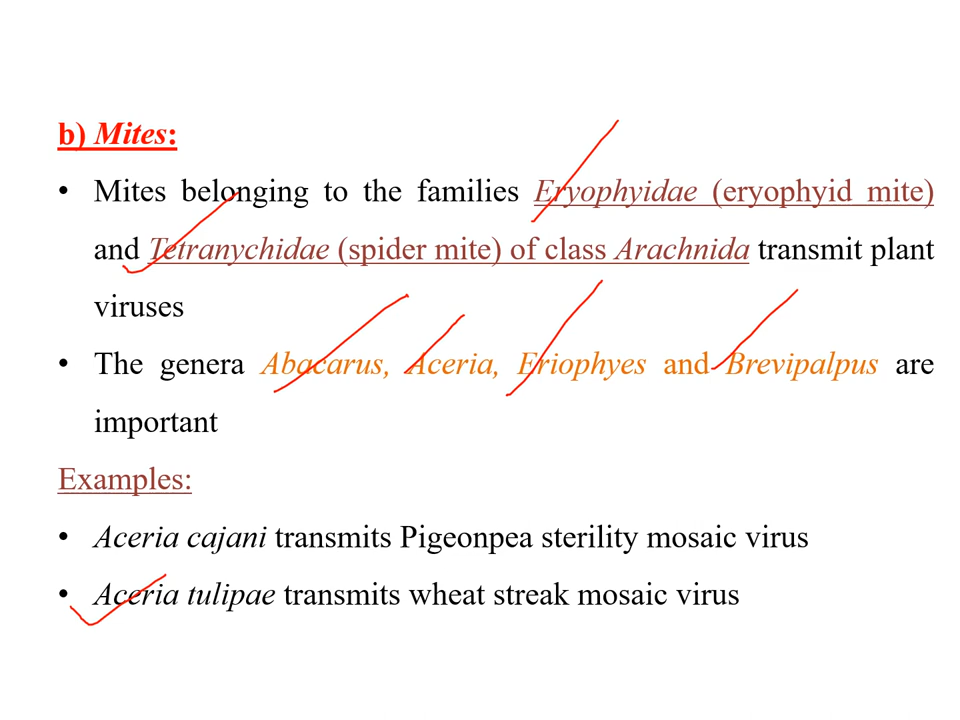 b) Mites:
• Mites belonging to the families Eryophyidae (eryophyid mite)
and Tetranychidae (spider mite) of class Arachnida transmit plant
viruses
• The genera Abacarus, Aceria, Eriophyes and Brevipalpus are
important
Examples:
• Aceria cajani transmits Pigeonpea sterility mosaic virus
• Aceria tulipae transmits wheat streak mosaic virus